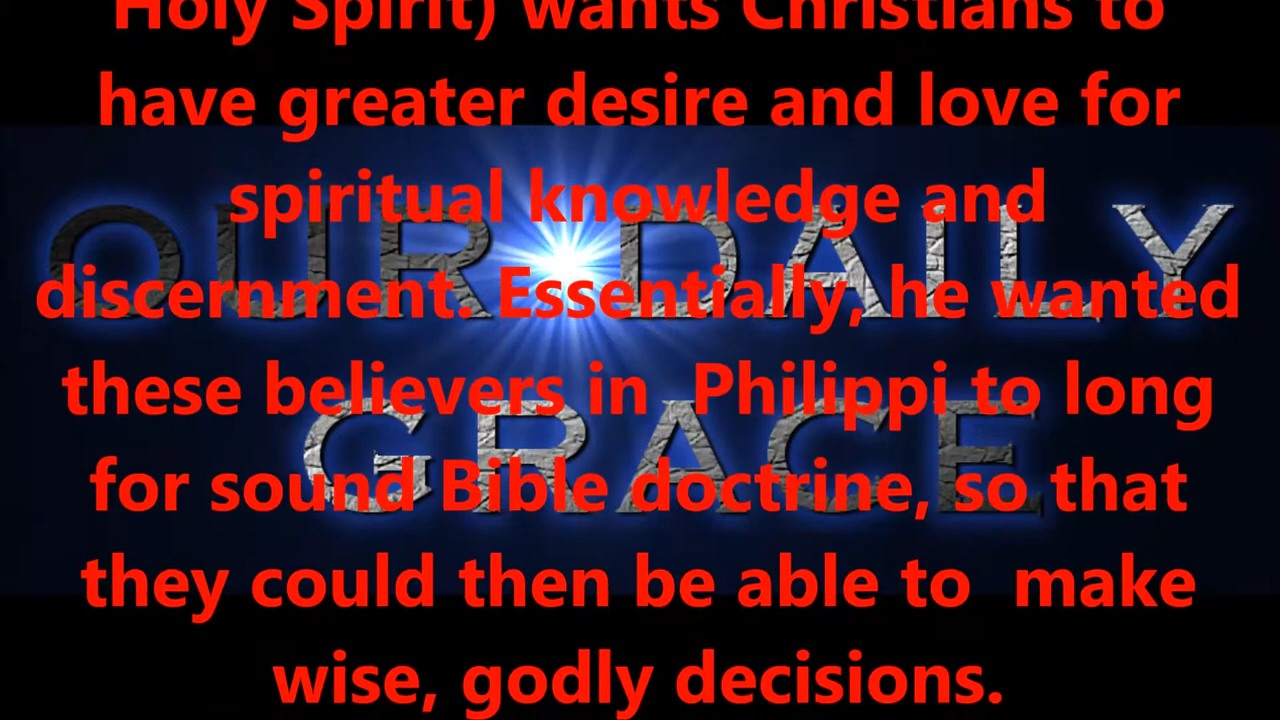 Holy Spirit) wants Christians to
have greater desire and love for
spiritual knowledge and
discernment. Essentially, he wanted
these believers in  Philippi to long
for sound Bible doctrine, so that
they could then be able to  make
wise, godly decisions.
OUR DAILY
GRACE